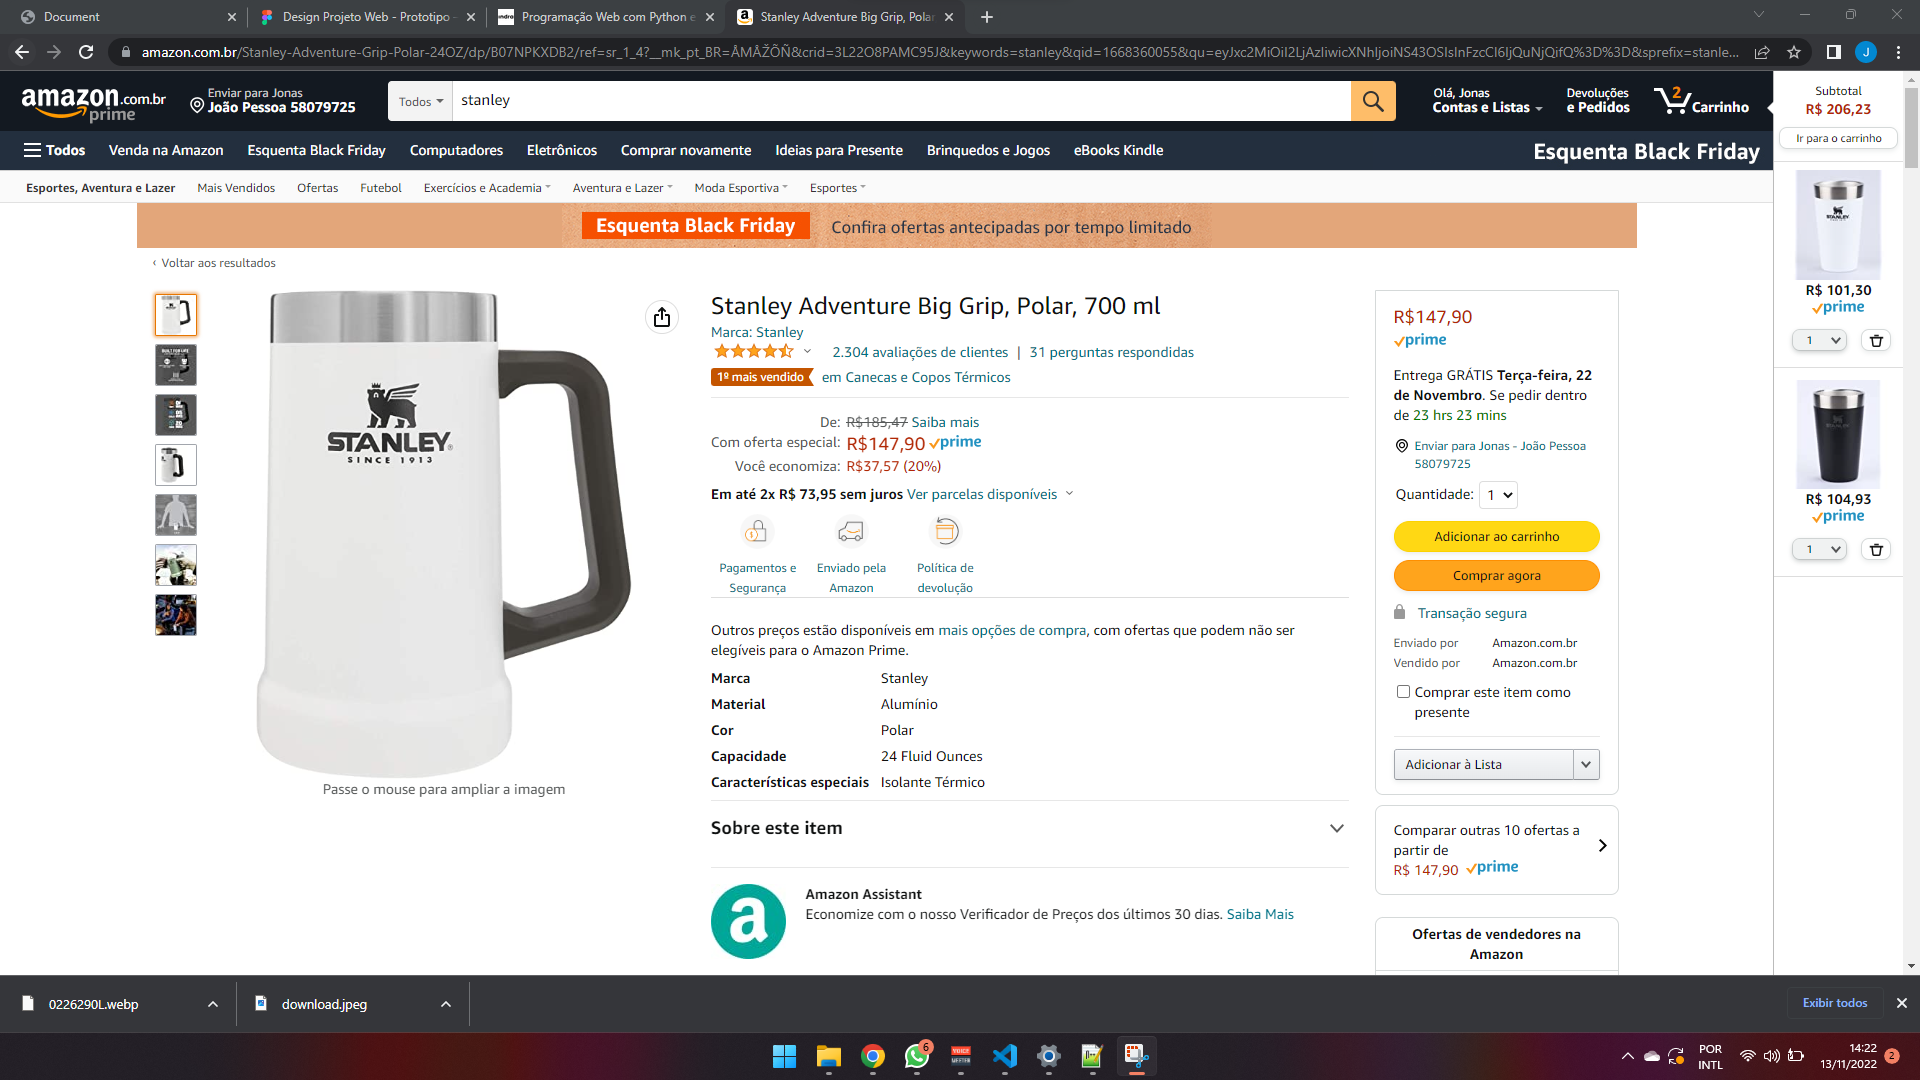 Document
Design Projeto Web - Prototipo -
Programação Web com Python e
Stanley Adventure Big Grip, Polar
amazon.com.br/Stanley-Adventure-Grip-Polar-24OZ/dp/B07NPKXDB2/ref=sr_1_4?__mk_pt_BR=ÅMÅŽÕÑ&crid=3L22O8PAMC95J&keywords=stanley&qid=1668360055&qu=eyJxc2MiOiI2LjAzIiwicXNhIjoiNS43OSIsInFzcCI6IjQuNjQifQ%3D%3D&sprefix=stanle...
J
amazon.com.br
prime
Enviar para Jonas
João Pessoa 58079725
Todos
stanley
Olá, Jonas
Contas e Listas
Devoluções
e Pedidos
2
Carrinho
Subtotal
R$ 206,23
Ir para o carrinho
Todos
Venda na Amazon
Esquenta Black Friday
Computadores
Eletrônicos
Comprar novamente
Ideias para Presente
Brinquedos e Jogos
eBooks Kindle
Esquenta Black Friday
Esportes, Aventura e Lazer
Mais Vendidos
Ofertas
Futebol
Exercícios e Academia
Aventura e Lazer
Moda Esportiva
Esportes
Esquenta Black Friday
Confira ofertas antecipadas por tempo limitado
‹ Voltar aos resultados
STANLEY
SINCE 1913
Passe o mouse para ampliar a imagem
Stanley Adventure Big Grip, Polar, 700 ml
Marca: Stanley
2.304 avaliações de clientes | 31 perguntas respondidas
1º mais vendido em Canecas e Copos Térmicos
De: R$185,47 Saiba mais
Com oferta especial: R$147,90 prime
Você economiza: R$37,57 (20%)
Em até 2x R$ 73,95 sem juros Ver parcelas disponíveis
Pagamentos e
Segurança
Enviado pela
Amazon
Política de
devolução
Outros preços estão disponíveis em mais opções de compra, com ofertas que podem não ser
elegíveis para o Amazon Prime.
Marca Stanley
Material Alumínio
Cor Polar
Capacidade 24 Fluid Ounces
Características especiais Isolante Térmico
Sobre este item
a
Amazon Assistant
Economize com o nosso Verificador de Preços dos últimos 30 dias. Saiba Mais
R$147,90
prime
Entrega GRÁTIS Terça-feira, 22
de Novembro. Se pedir dentro
de 23 hrs 23 mins
Enviar para Jonas - João Pessoa
58079725
Quantidade: 1
Adicionar ao carrinho
Comprar agora
Transação segura
Enviado por Amazon.com.br
Vendido por Amazon.com.br
Comprar este item como
presente
Adicionar à Lista
Comparar outras 10 ofertas a
partir de
R$ 147,90 prime
Ofertas de vendedores na
Amazon
STANLEY
R$ 101,30
prime
1
R$ 104,93
prime
1
0226290L.webp
download.jpeg
Exibir todos
6
POR
INTL
14:22
13/11/2022
2